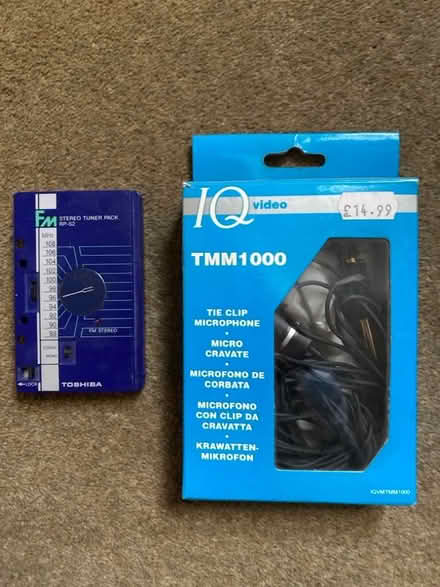 FM STEREO TUNER PACK
RP-S2
MHz
108
106
104
102
100
98
96
94
92
90
88
FM STEREO
MONO
LOCK
TOSHIBA
IQ video
£14.99
TMM1000
TIE CLIP
MICROPHONE
•
MICRO
CRAVATE
•
MICROFONO DE
CORBATA
•
MICROFONO
CON CLIP DA
CRAVATTA
•
KRAWATTEN-
MIKROFON
IQVMTMM1000